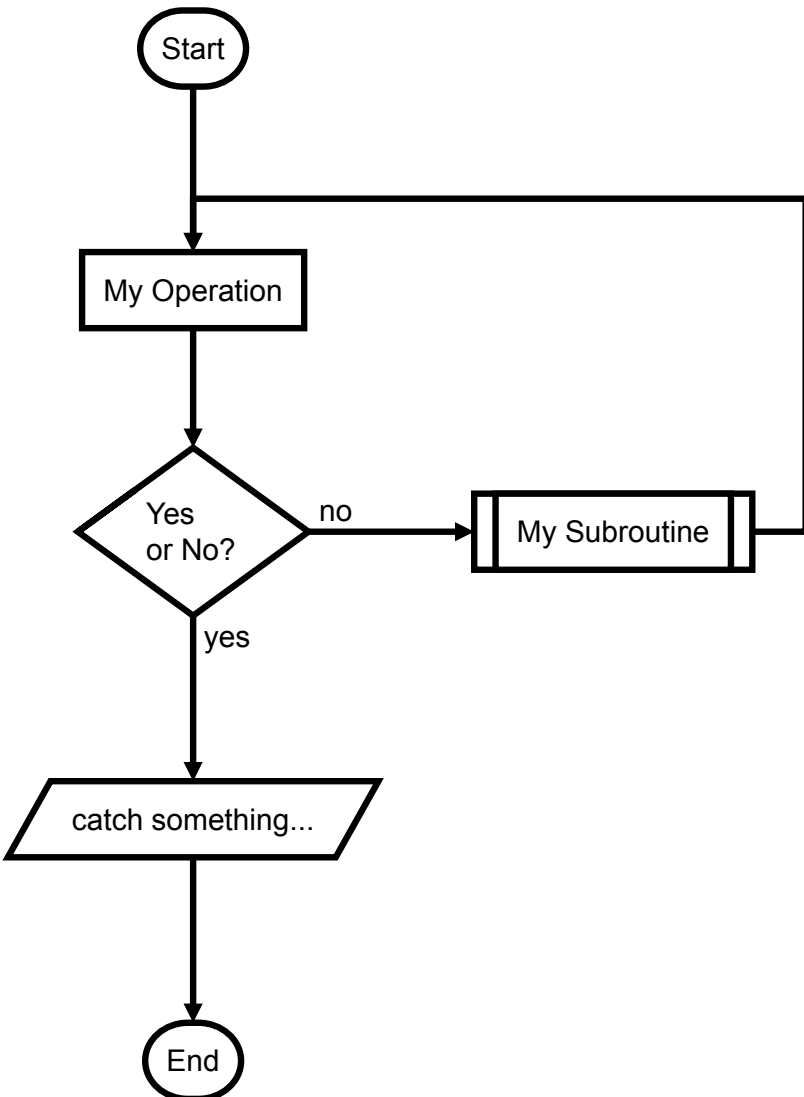 Start
My Operation
Yes
or No?
no
My Subroutine
yes
catch something...
End